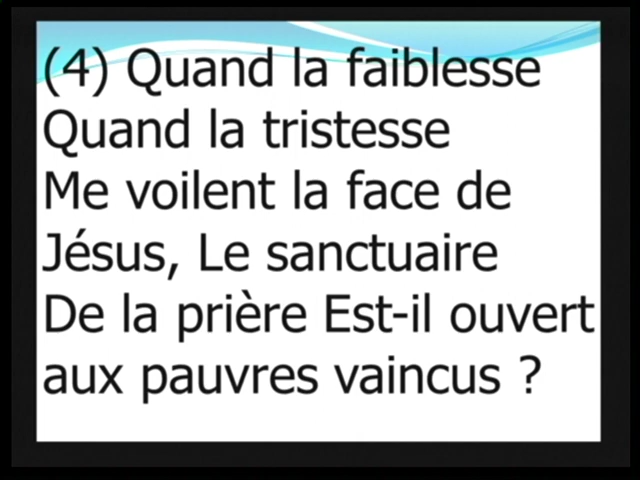 (4) Quand la faiblesse
Quand la tristesse
Me voilent la face de
Jésus, Le sanctuaire
De la prière Est-il ouvert
aux pauvres vaincus ?